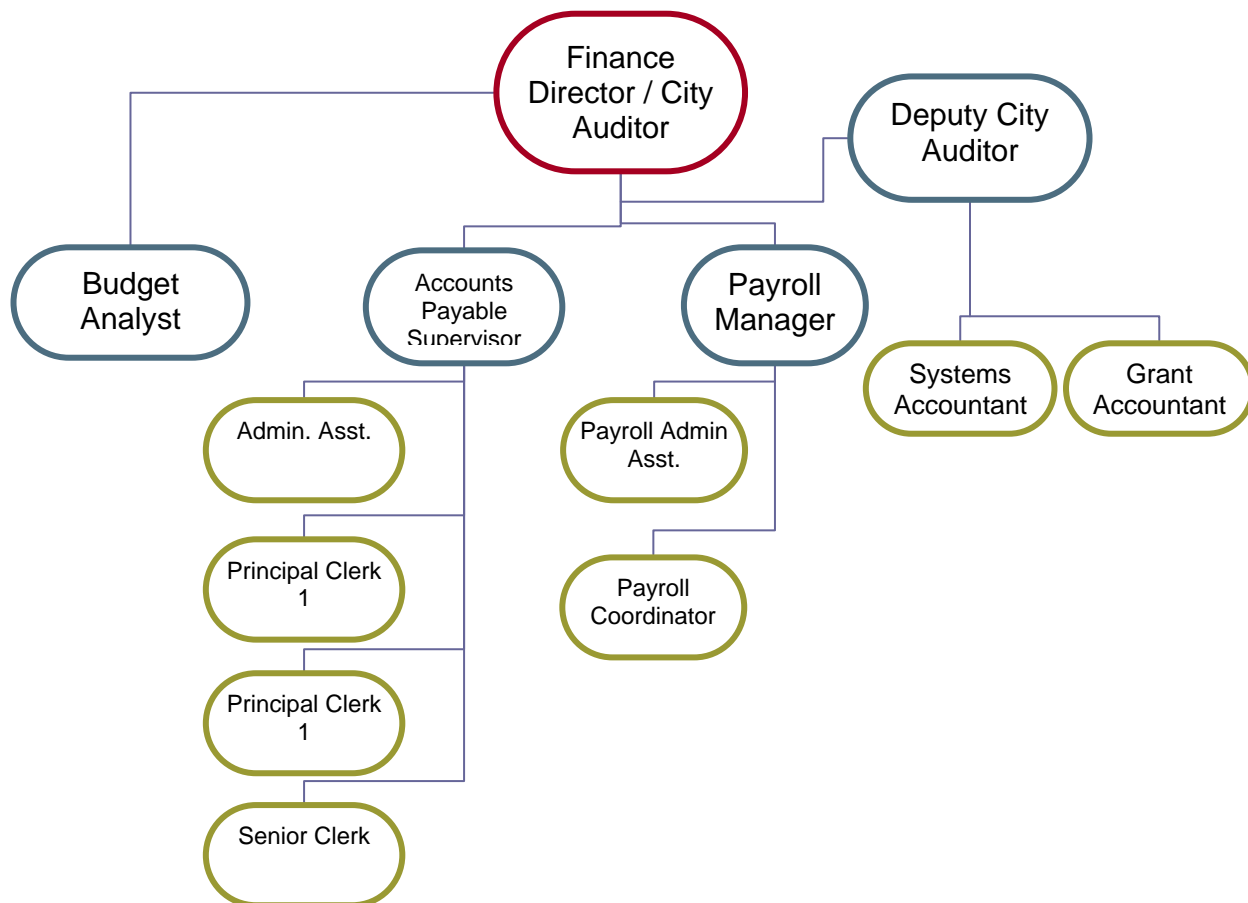 Finance
Director / City
Auditor
Deputy City
Auditor
Budget
Analyst
Accounts
Payable
Supervisor
Payroll
Manager
Systems
Accountant
Grant
Accountant
Admin. Asst.
Payroll Admin
Asst.
Principal Clerk
1
Payroll
Coordinator
Principal Clerk
1
Senior Clerk